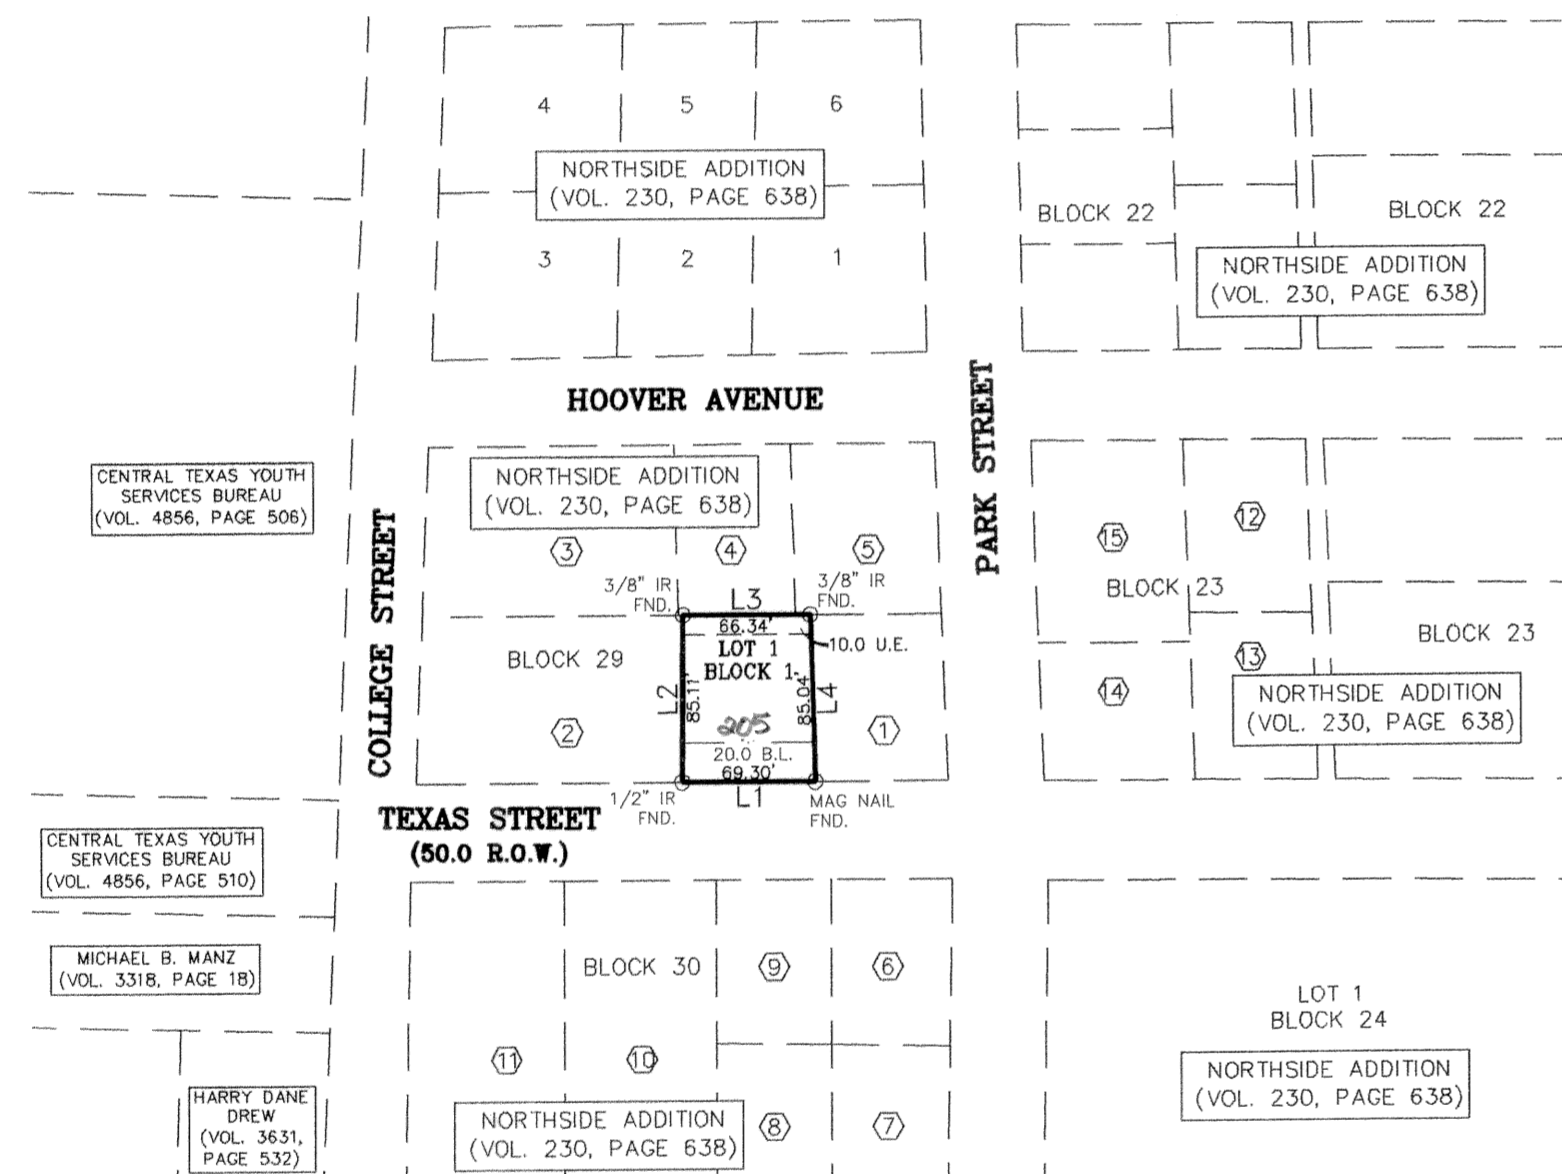 4
5
6
NORTHSIDE ADDITION
(VOL. 230, PAGE 638)
3
2
1
BLOCK 22
BLOCK 22
NORTHSIDE ADDITION
(VOL. 230, PAGE 638)
HOOVER AVENUE
PARK STREET
CENTRAL TEXAS YOUTH
SERVICES BUREAU
(VOL. 4856, PAGE 506)
COLLEGE STREET
NORTHSIDE ADDITION
(VOL. 230, PAGE 638)
3
4
5
3/8" IR
FND.
L3
3/8" IR
FND.
66.34'
10.0 U.E.
LOT 1
BLOCK 1
BLOCK 29
L2
85.11'
85.04'
L4
205
2
1
20.0 B.L.
69.30'
L1
1/2" IR
FND.
MAG NAIL
FND.
15
12
BLOCK 23
BLOCK 23
14
13
NORTHSIDE ADDITION
(VOL. 230, PAGE 638)
TEXAS STREET
(50.0 R.O.W.)
CENTRAL TEXAS YOUTH
SERVICES BUREAU
(VOL. 4856, PAGE 510)
MICHAEL B. MANZ
(VOL. 3318, PAGE 18)
HARRY DANE
DREW
(VOL. 3631,
PAGE 532)
BLOCK 30
9
6
11
10
8
7
NORTHSIDE ADDITION
(VOL. 230, PAGE 638)
LOT 1
BLOCK 24
NORTHSIDE ADDITION
(VOL. 230, PAGE 638)